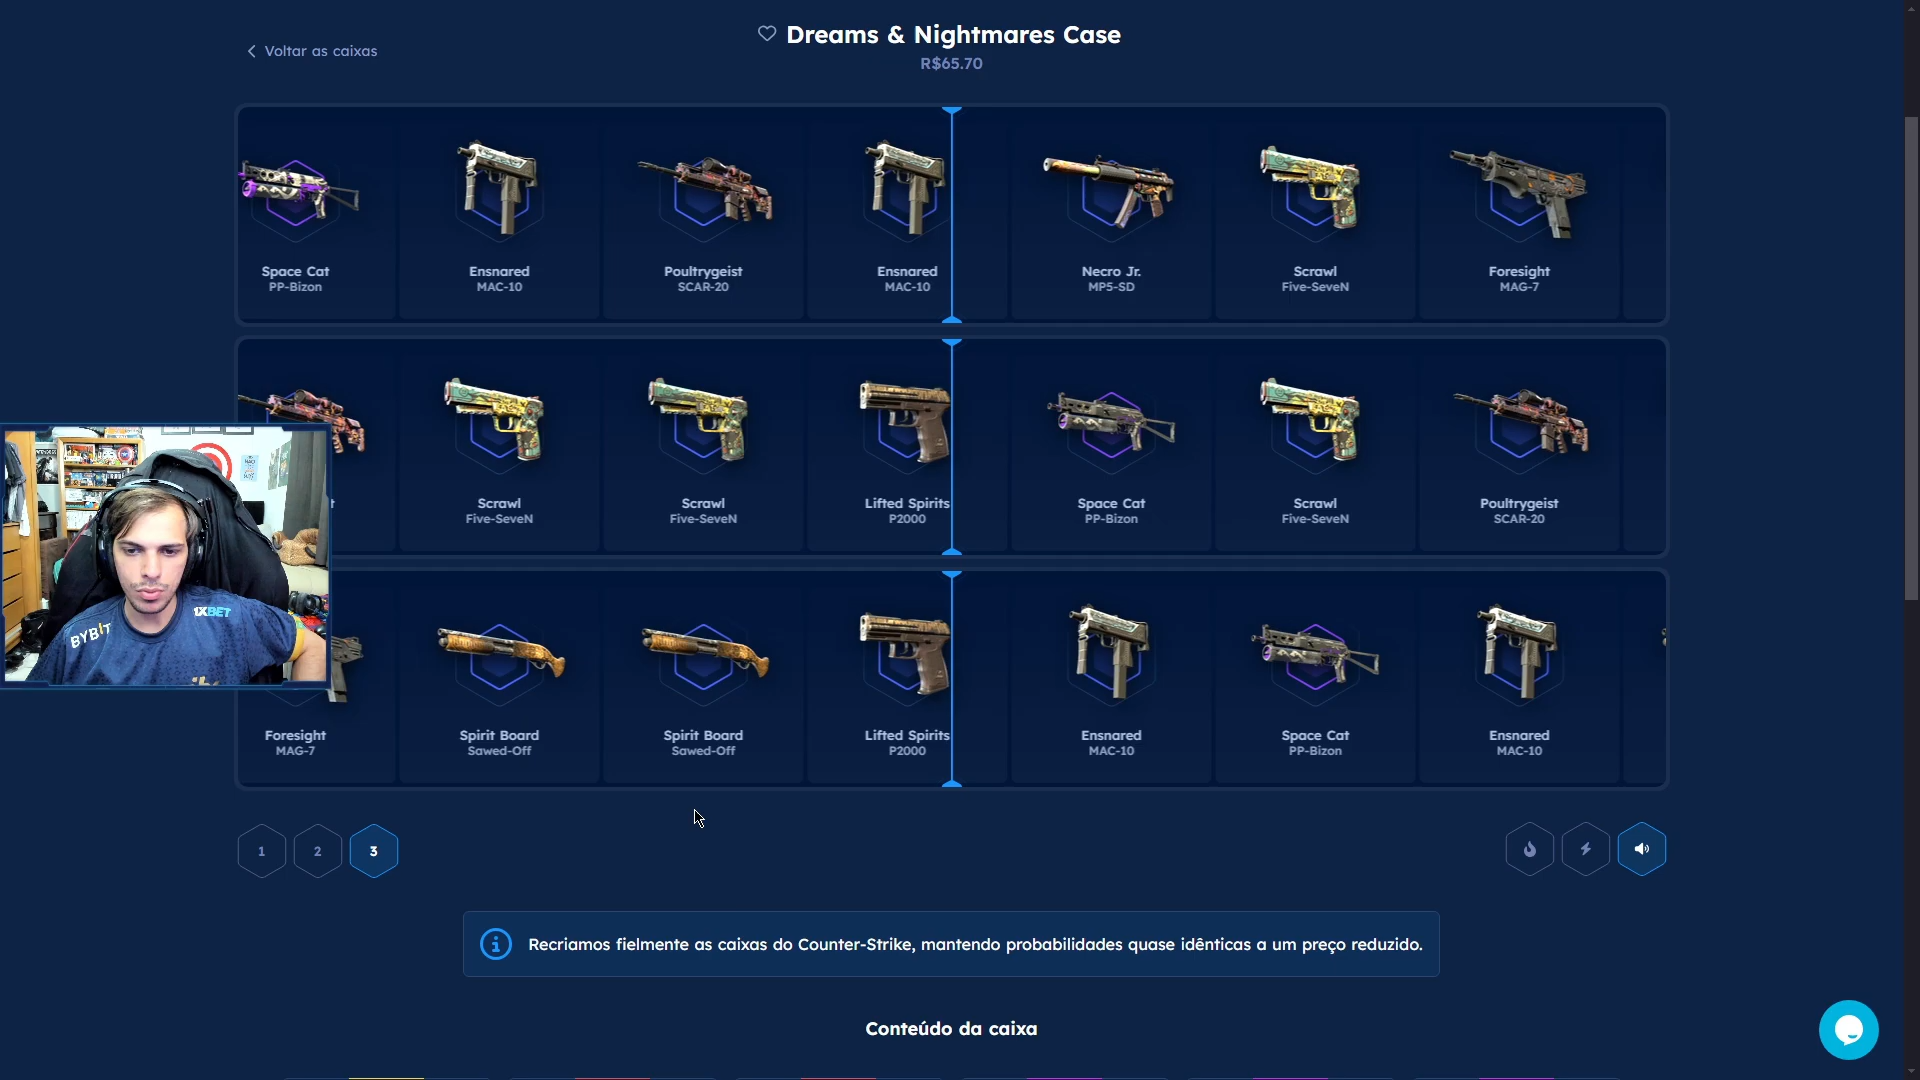 Voltar as caixas
Dreams & Nightmares Case
R$65.70
Space Cat
PP-Bizon
Ensnared
MAC-10
Poultrygeist
SCAR-20
Ensnared
MAC-10
Necro Jr.
MP5-SD
Scrawl
Five-SeveN
Foresight
MAG-7
Scrawl
Five-SeveN
Scrawl
Five-SeveN
Lifted Spirits
P2000
Space Cat
PP-Bizon
Scrawl
Five-SeveN
Poultrygeist
SCAR-20
BYBIT
1XBET
Foresight
MAG-7
Spirit Board
Sawed-Off
Spirit Board
Sawed-Off
Lifted Spirits
P2000
Ensnared
MAC-10
Space Cat
PP-Bizon
Ensnared
MAC-10
1
2
3
Recriamos fielmente as caixas do Counter-Strike, mantendo probabilidades quase idênticas a um preço reduzido.
Conteúdo da caixa